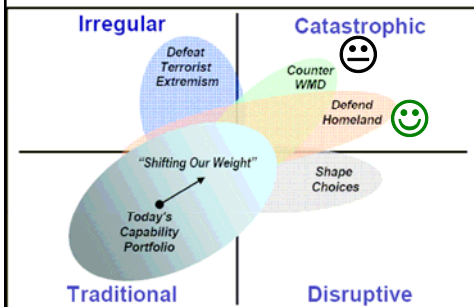 Irregular
Catastrophic
Defeat
Terrorist
Extremism
Counter
WMD
Defend
Homeland
“Shifting Our Weight”
Shape
Choices
Today's
Capability
Portfolio
Traditional
Disruptive